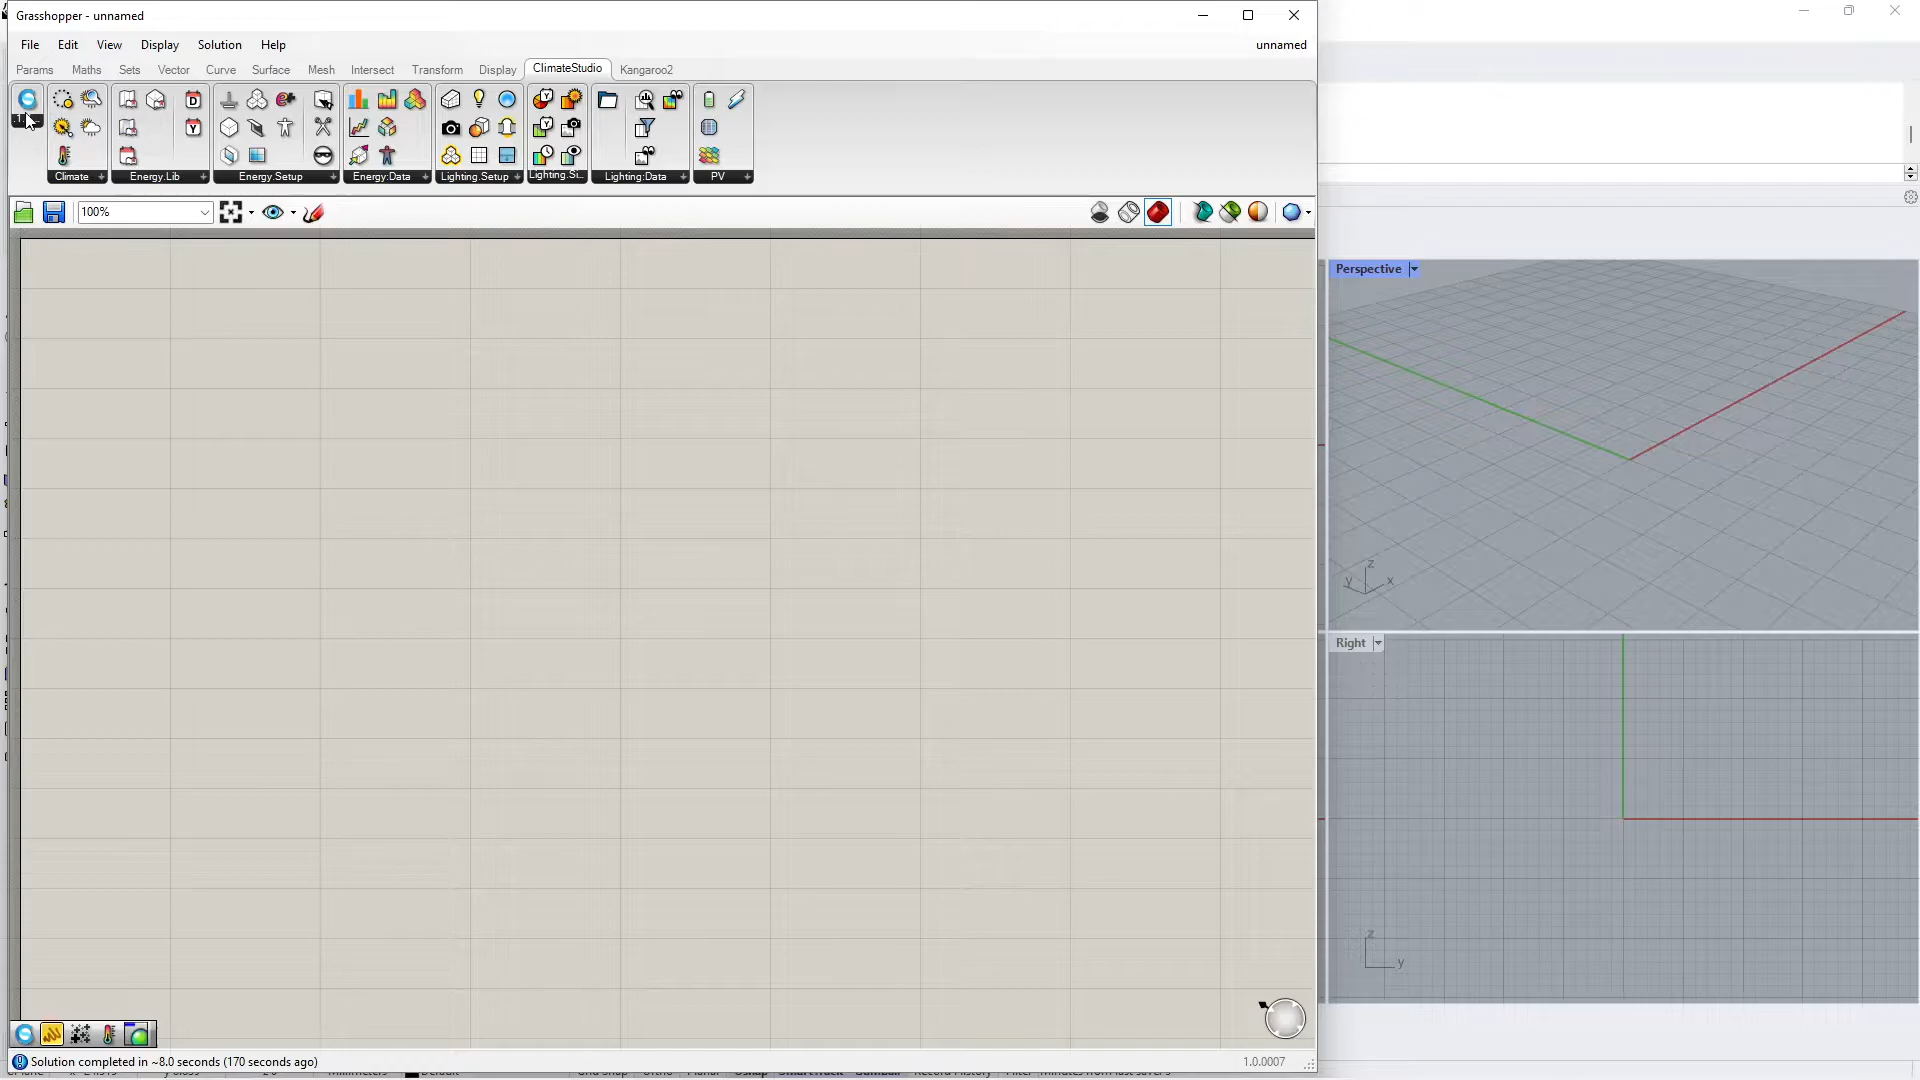 Grasshopper - unnamed
File Edit View Display Solution Help unnamed
Params Maths Sets Vector Curve Surface Mesh Intersect Transform Display ClimateStudio Kangaroo2
Climate Energy.Lib Energy.Setup Energy:Data Lighting.Setup Lighting.Si... Lighting:Data PV
100%
Perspective
z
y x
Right
z
y
Solution completed in ~8.0 seconds (170 seconds ago) 1.0.0007